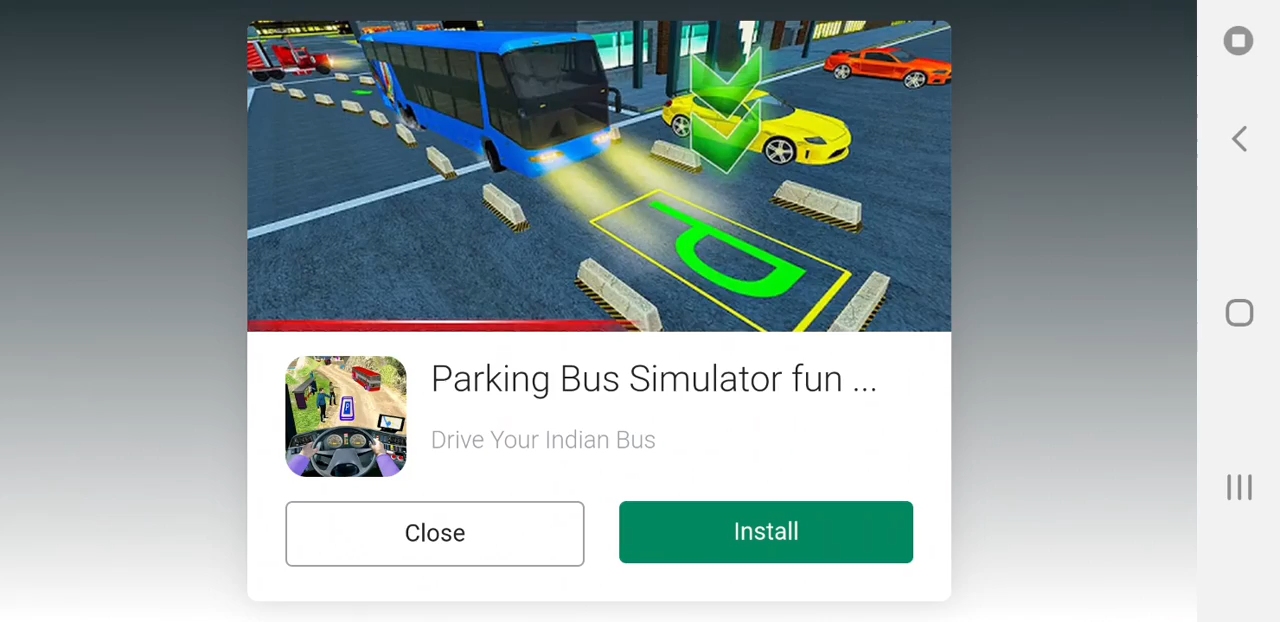 P
Parking Bus Simulator fun ...
Drive Your Indian Bus
Close
Install